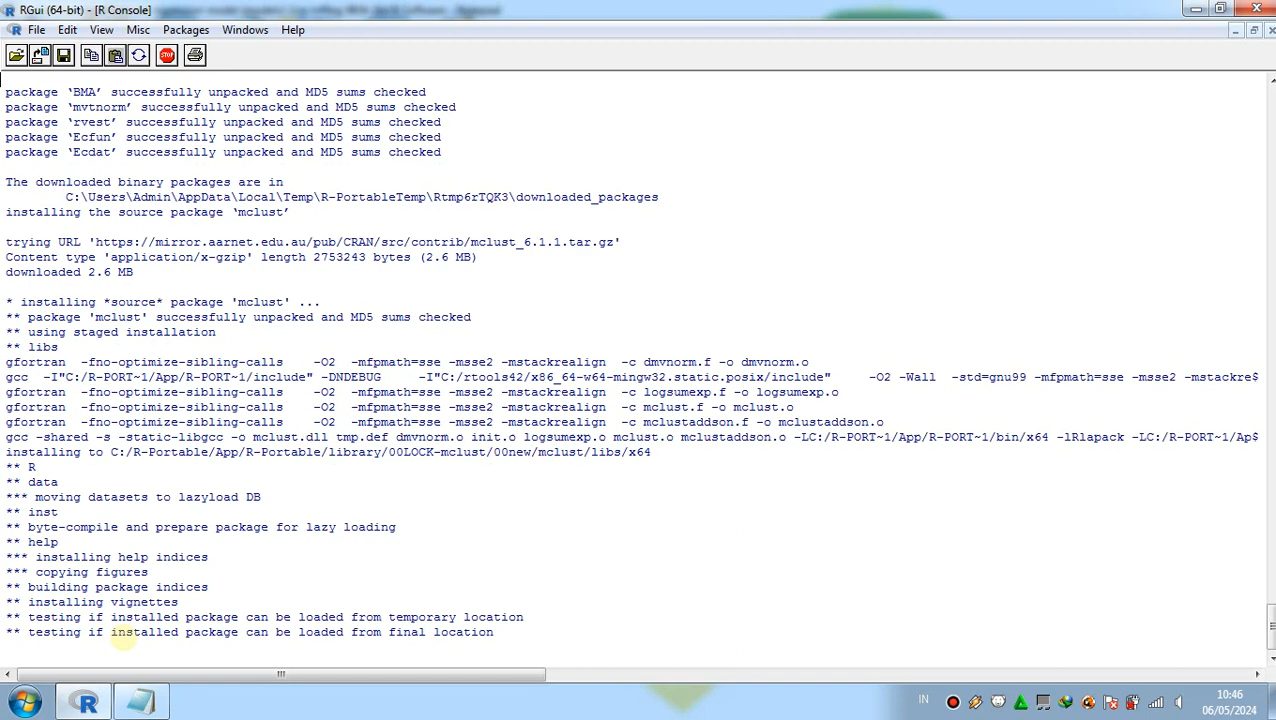 RGui (64-bit) - [R Console]
File Edit View Misc Packages Windows Help
STOP
package ‘BMA’ successfully unpacked and MD5 sums checked
package ‘mvtnorm’ successfully unpacked and MD5 sums checked
package ‘rvest’ successfully unpacked and MD5 sums checked
package ‘Ecfun’ successfully unpacked and MD5 sums checked
package ‘Ecdat’ successfully unpacked and MD5 sums checked
The downloaded binary packages are in
C:\Users\Admin\AppData\Local\Temp\R-PortableTemp\Rtmp6rTQK3\downloaded_packages
installing the source package ‘mclust’
trying URL 'https://mirror.aarnet.edu.au/pub/CRAN/src/contrib/mclust_6.1.1.tar.gz'
Content type 'application/x-gzip' length 2753243 bytes (2.6 MB)
downloaded 2.6 MB
* installing *source* package 'mclust' ...
** package 'mclust' successfully unpacked and MD5 sums checked
** using staged installation
** libs
gfortran -fno-optimize-sibling-calls -O2 -mfpmath=sse -msse2 -mstackrealign -c dmvnorm.f -o dmvnorm.o
gcc -I"C:/R-PORT~1/App/R-PORT~1/include" -DNDEBUG -I"C:/rtools42/x86_64-w64-mingw32.static.posix/include" -O2 -Wall -std=gnu99 -mfpmath=sse -msse2 -mstackre$
gfortran -fno-optimize-sibling-calls -O2 -mfpmath=sse -msse2 -mstackrealign -c logsumexp.f -o logsumexp.o
gfortran -fno-optimize-sibling-calls -O2 -mfpmath=sse -msse2 -mstackrealign -c mclust.f -o mclust.o
gfortran -fno-optimize-sibling-calls -O2 -mfpmath=sse -msse2 -mstackrealign -c mclustaddson.f -o mclustaddson.o
gcc -shared -s -static-libgcc -o mclust.dll tmp.def dmvnorm.o init.o logsumexp.o mclust.o mclustaddson.o -LC:/R-PORT~1/App/R-PORT~1/bin/x64 -lRlapack -LC:/R-PORT~1/Ap$
installing to C:/R-Portable/App/R-Portable/library/00LOCK-mclust/00new/mclust/libs/x64
** R
** data
*** moving datasets to lazyload DB
** inst
** byte-compile and prepare package for lazy loading
** help
*** installing help indices
*** copying figures
** building package indices
** installing vignettes
** testing if installed package can be loaded from temporary location
** testing if installed package can be loaded from final location
IN
10:46
06/05/2024